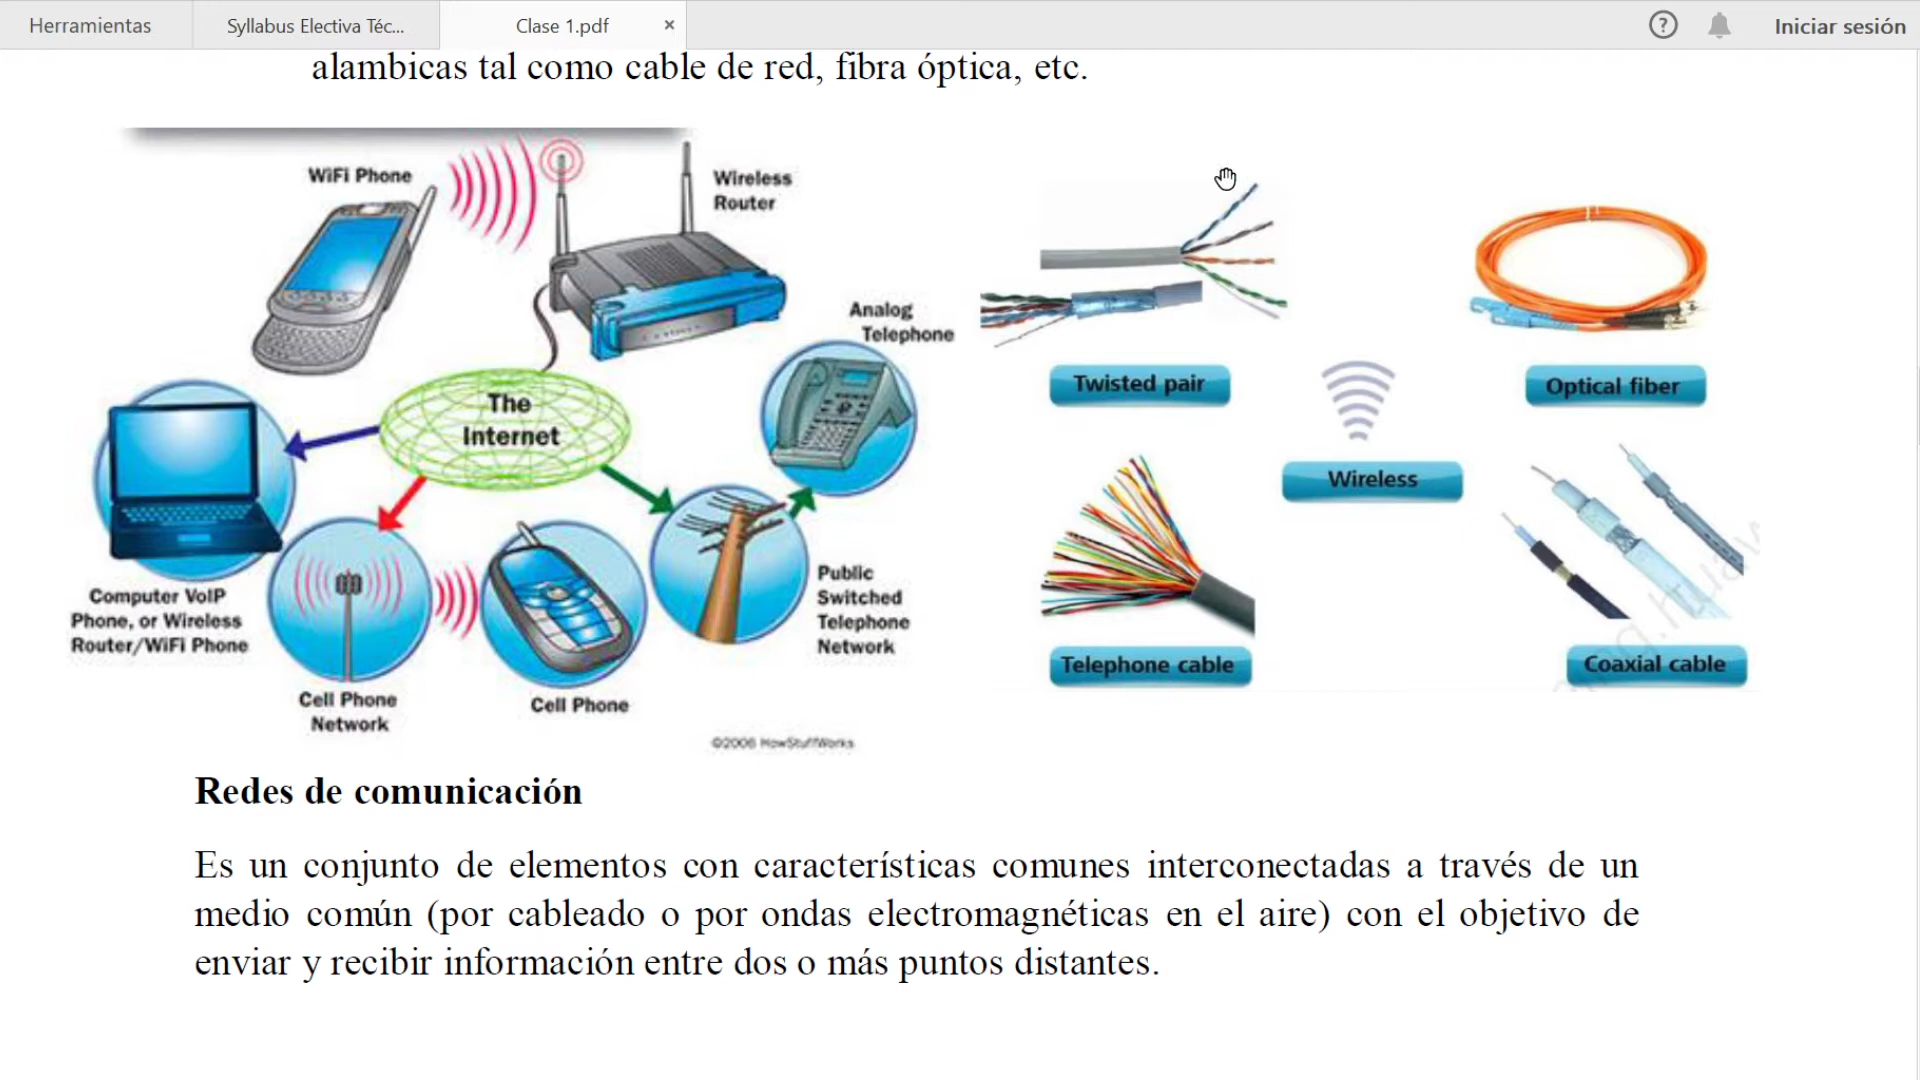 Herramientas
Syllabus Electiva Téc...
Clase 1.pdf
×
?
Iniciar sesión
alambicas tal como cable de red, fibra óptica, etc.
WiFi Phone
Wireless
Router
Analog
Telephone
The
Internet
Computer VoIP
Phone, or Wireless
Router/WiFi Phone
Cell Phone
Network
Cell Phone
Public
Switched
Telephone
Network
©2006 HowStuffWorks
Twisted pair
Optical fiber
Wireless
Telephone cable
Coaxial cable
Redes de comunicación
Es un conjunto de elementos con características comunes interconectadas a través de un
medio común (por cableado o por ondas electromagnéticas en el aire) con el objetivo de
enviar y recibir información entre dos o más puntos distantes.